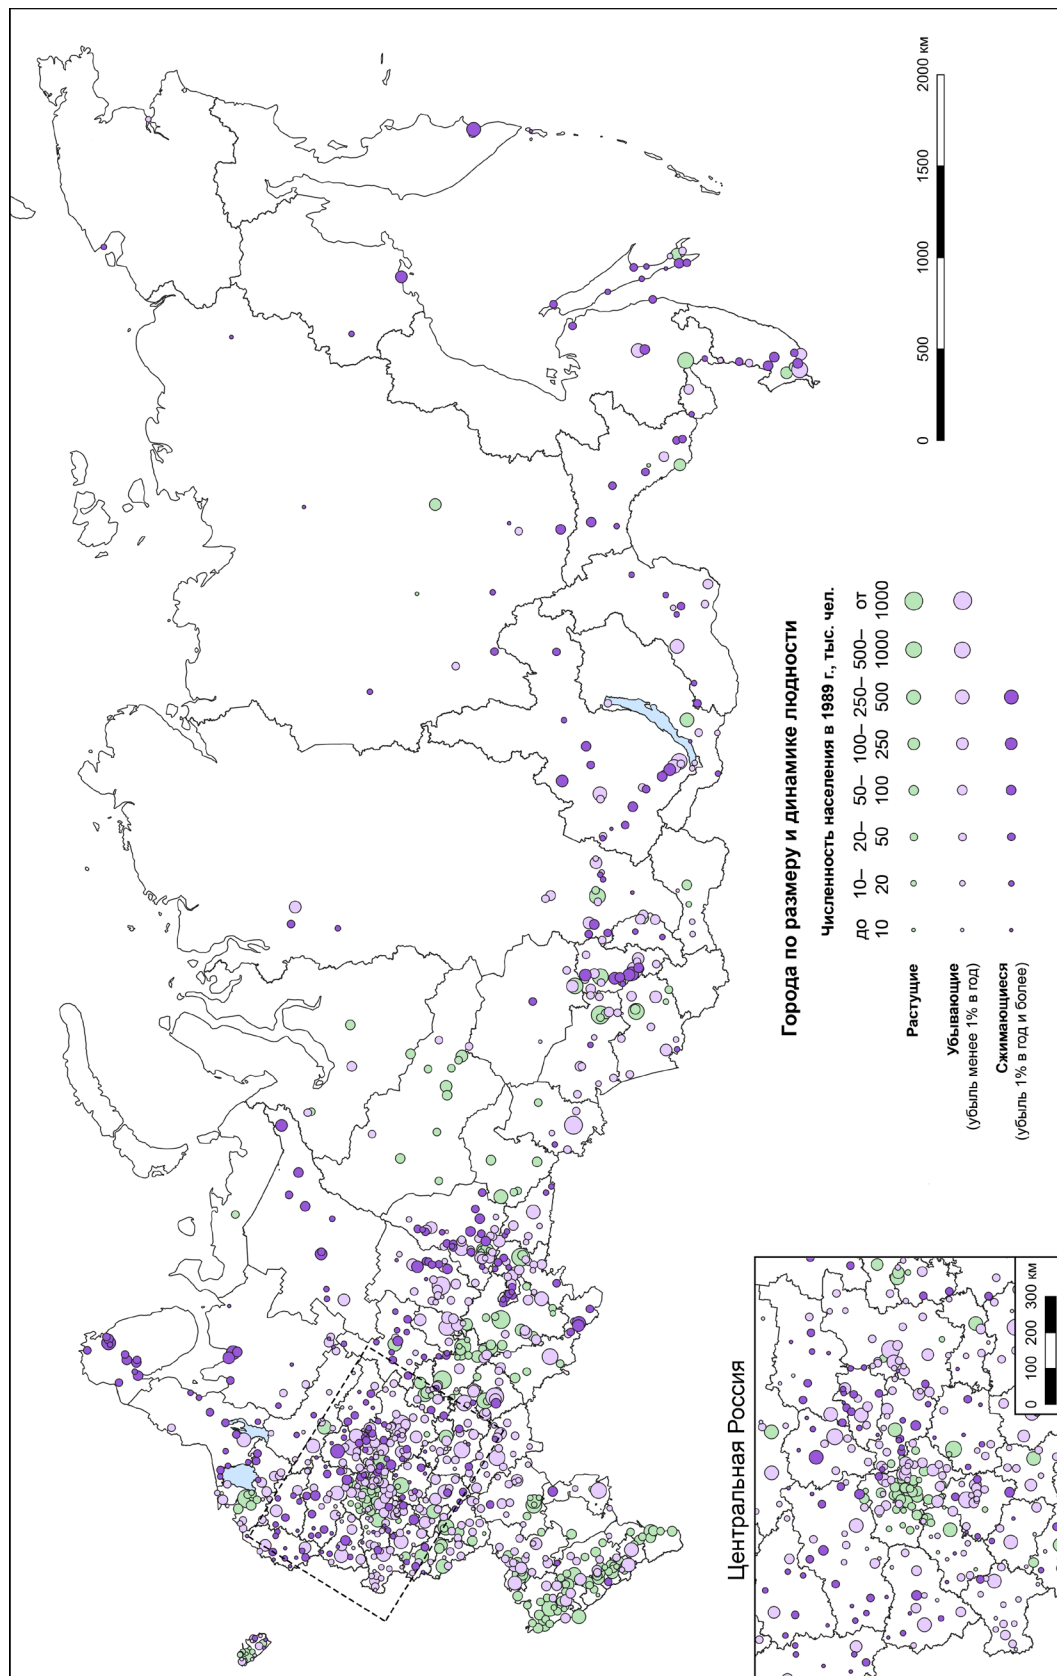 Города по размеру и динамике людности
Численность населения в 1989 г., тыс. чел.
до 10– 20– 50– 100– 250– 500– от
10 20 50 100 250 500 1000 1000
Растущие
Убывающие
(убыль менее 1% в год)
Сжимающиеся
(убыль 1% в год и более)
0 500 1000 1500 2000 км
Центральная Россия
0 100 200 300 км